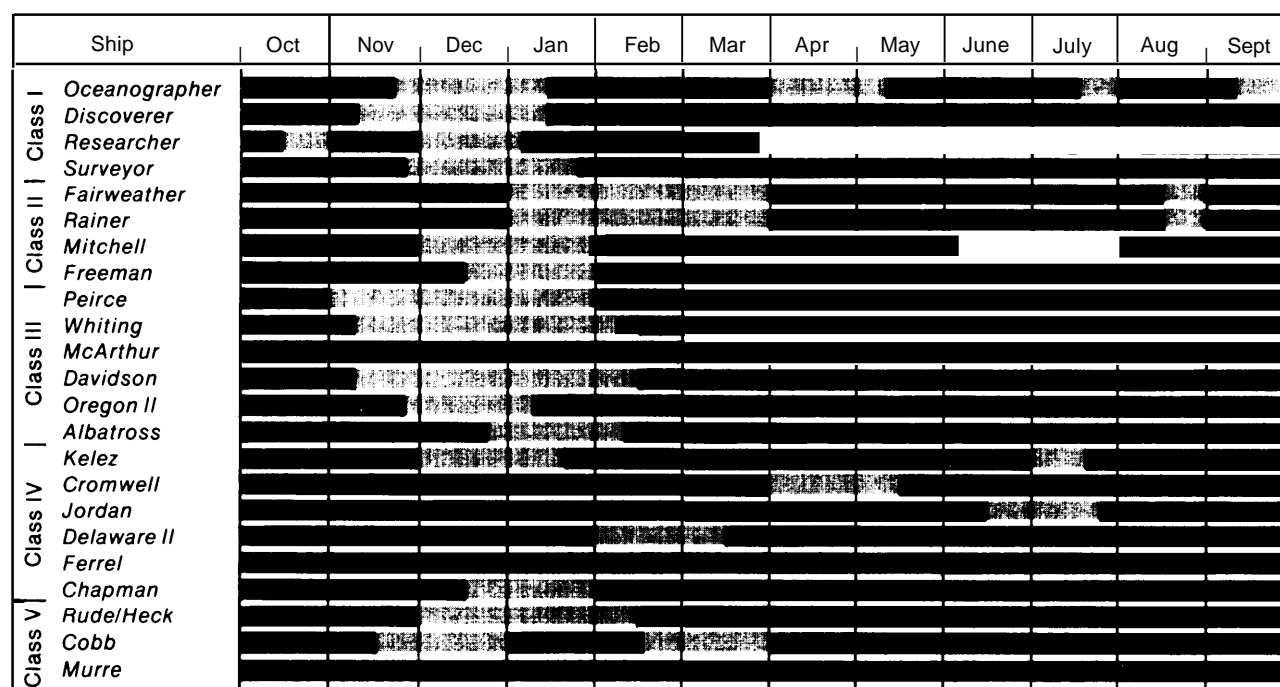 Ship Oct Nov Dec Jan Feb Mar Apr May June July Aug Sept
Class I
Oceanographer
Discoverer
Researcher
Surveyor
Class II
Fairweather
Rainer
Mitchell
Freeman
Class III
Peirce
Whiting
McArthur
Davidson
Oregon II
Albatross
Class IV
Kelez
Cromwell
Jordan
Delaware II
Ferrel
Chapman
Class V
Rude/Heck
Cobb
Murre